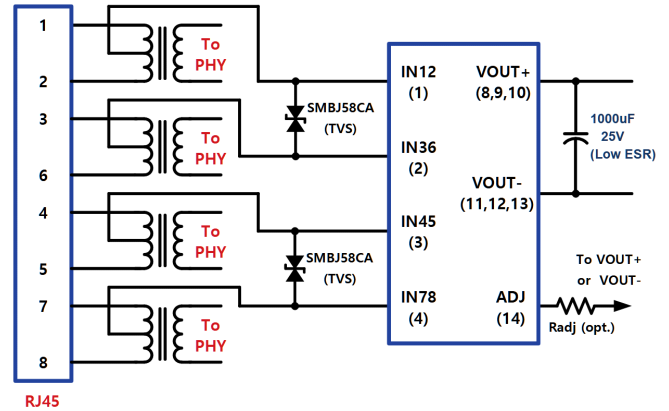 1
2
3
6
4
5
7
8
RJ45
To
PHY
To
PHY
To
PHY
To
PHY
SMBJ58CA
(TVS)
SMBJ58CA
(TVS)
IN12
(1)
IN36
(2)
IN45
(3)
IN78
(4)
VOUT+
(8,9,10)
VOUT-
(11,12,13)
ADJ
(14)
1000uF
25V
(Low ESR)
To VOUT+
or VOUT-
Radj (opt.)